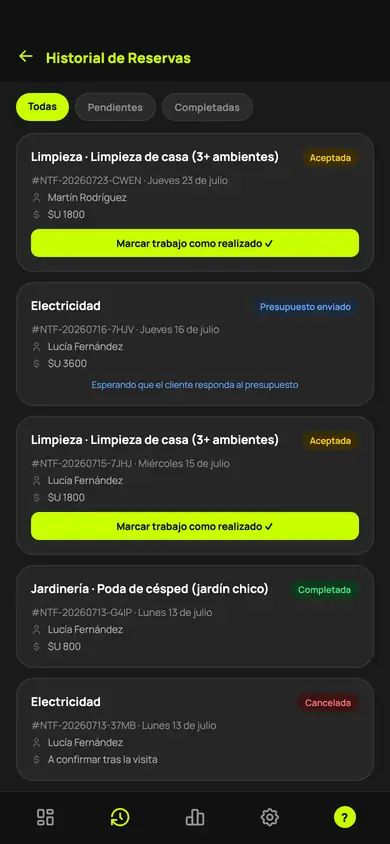 Historial de Reservas
Todas
Pendientes
Completadas
Limpieza · Limpieza de casa (3+ ambientes)
Aceptada
#NTF-20260723-CWEN · Jueves 23 de julio
Martín Rodríguez
$ $U 1800
Marcar trabajo como realizado ✓
Electricidad
Presupuesto enviado
#NTF-20260716-7HJV · Jueves 16 de julio
Lucía Fernández
$ $U 3600
Esperando que el cliente responda al presupuesto
Limpieza · Limpieza de casa (3+ ambientes)
Aceptada
#NTF-20260715-7JHJ · Miércoles 15 de julio
Lucía Fernández
$ $U 1800
Marcar trabajo como realizado ✓
Jardinería · Poda de césped (jardín chico)
Completada
#NTF-20260713-G4IP · Lunes 13 de julio
Lucía Fernández
$ $U 800
Electricidad
Cancelada
#NTF-20260713-37MB · Lunes 13 de julio
Lucía Fernández
$ A confirmar tras la visita
?